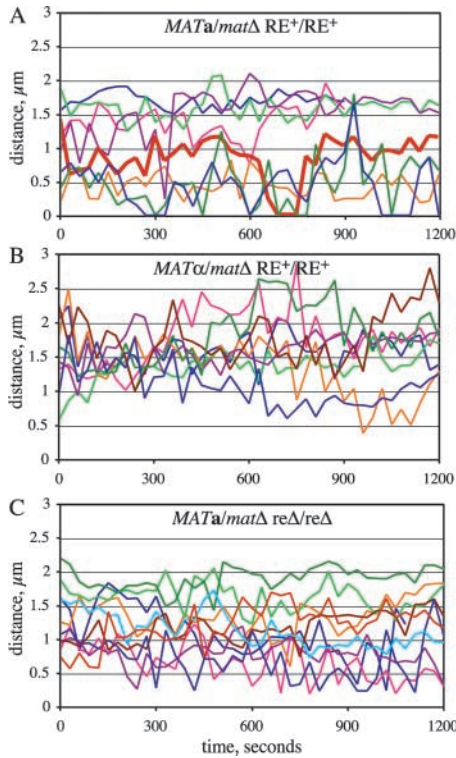 A
MATa/matΔ RE⁺/RE⁺
3
2.5
2
1.5
1
0.5
0
distance, μm
0 300 600 900 1200
B
MATα/matΔ RE⁺/RE⁺
3
2.5
2
1.5
1
0.5
0
distance, μm
0 300 600 900 1200
C
MATa/matΔ reΔ/reΔ
3
2.5
2
1.5
1
0.5
0
distance, μm
0 300 600 900 1200
time, seconds